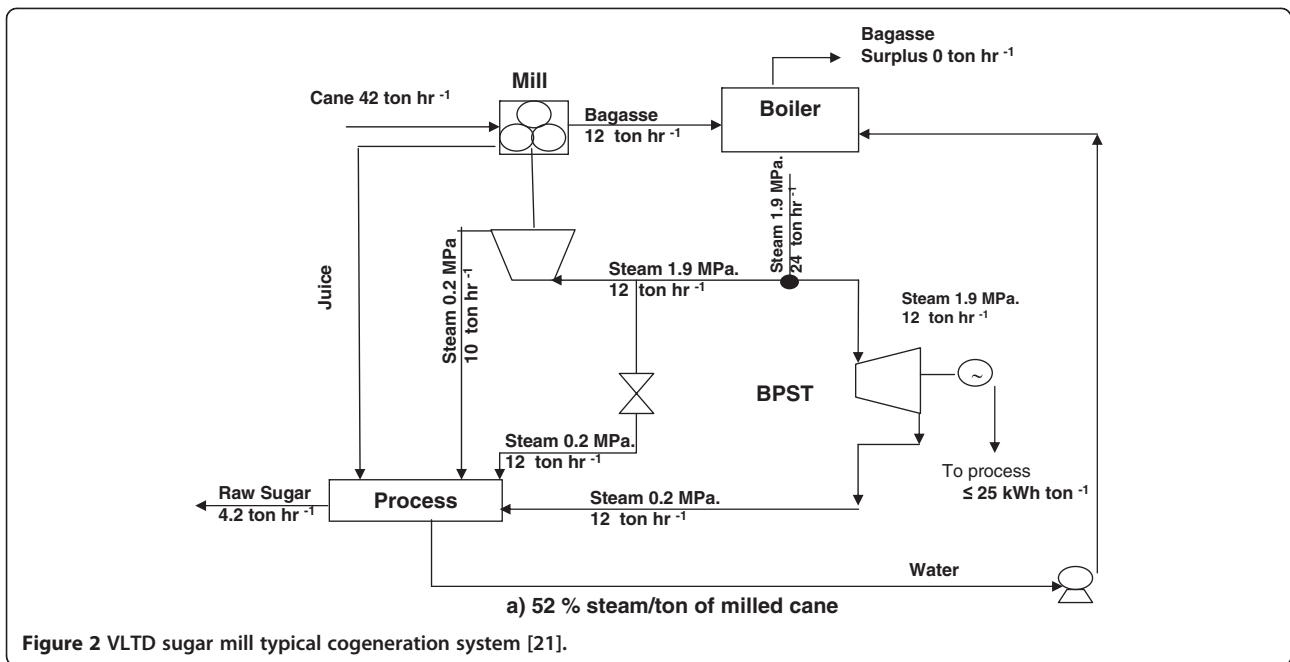 Bagasse
Surplus 0 ton hr -1
Mill
Cane 42 ton hr -1
Bagasse
12 ton hr -1
Boiler
Steam 1.9 MPa.
24 ton hr -1
Juice
Steam 0.2 MPa
10 ton hr -1
Steam 1.9 MPa.
12 ton hr -1
Steam 1.9 MPa.
12 ton hr -1
BPST
~
Steam 0.2 MPa.
12 ton hr -1
To process
≤ 25 kWh ton -1
Raw Sugar
4.2 ton hr -1
Process
Steam 0.2 MPa.
12 ton hr -1
Water
a) 52 % steam/ton of milled cane
Figure 2 VLTD sugar mill typical cogeneration system [21].